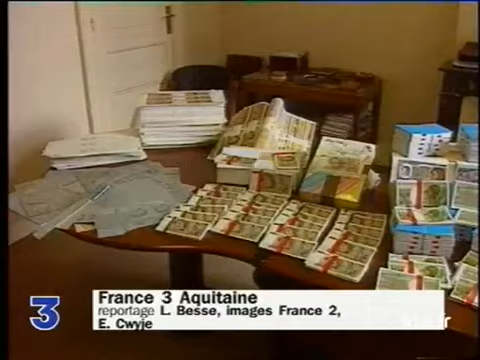 3
France 3 Aquitaine
reportage L. Besse, images France 2,
E. Cwyje